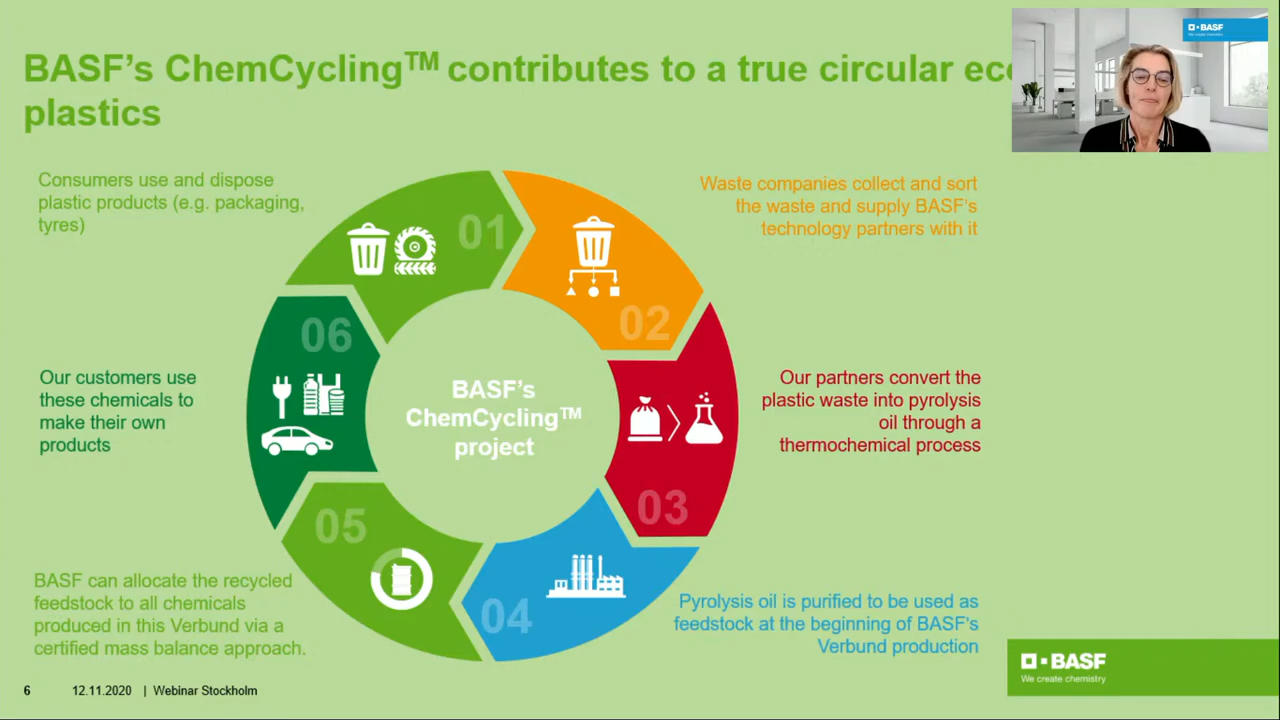 BASF's ChemCycling™ contributes to a true circular
plastics
BASF
We create chemistry
Consumers use and dispose
plastic products (e.g. packaging,
tyres)
Waste companies collect and sort
the waste and supply BASF's
technology partners with it
01
02
03
04
05
06
BASF's
ChemCycling™
project
Our customers use
these chemicals to
make their own
products
Our partners convert the
plastic waste into pyrolysis
oil through a
thermochemical process
BASF can allocate the recycled
feedstock to all chemicals
produced in this Verbund via a
certified mass balance approach.
Pyrolysis oil is purified to be used as
feedstock at the beginning of BASF's
Verbund production
BASF
We create chemistry
6 12.11.2020 | Webinar Stockholm